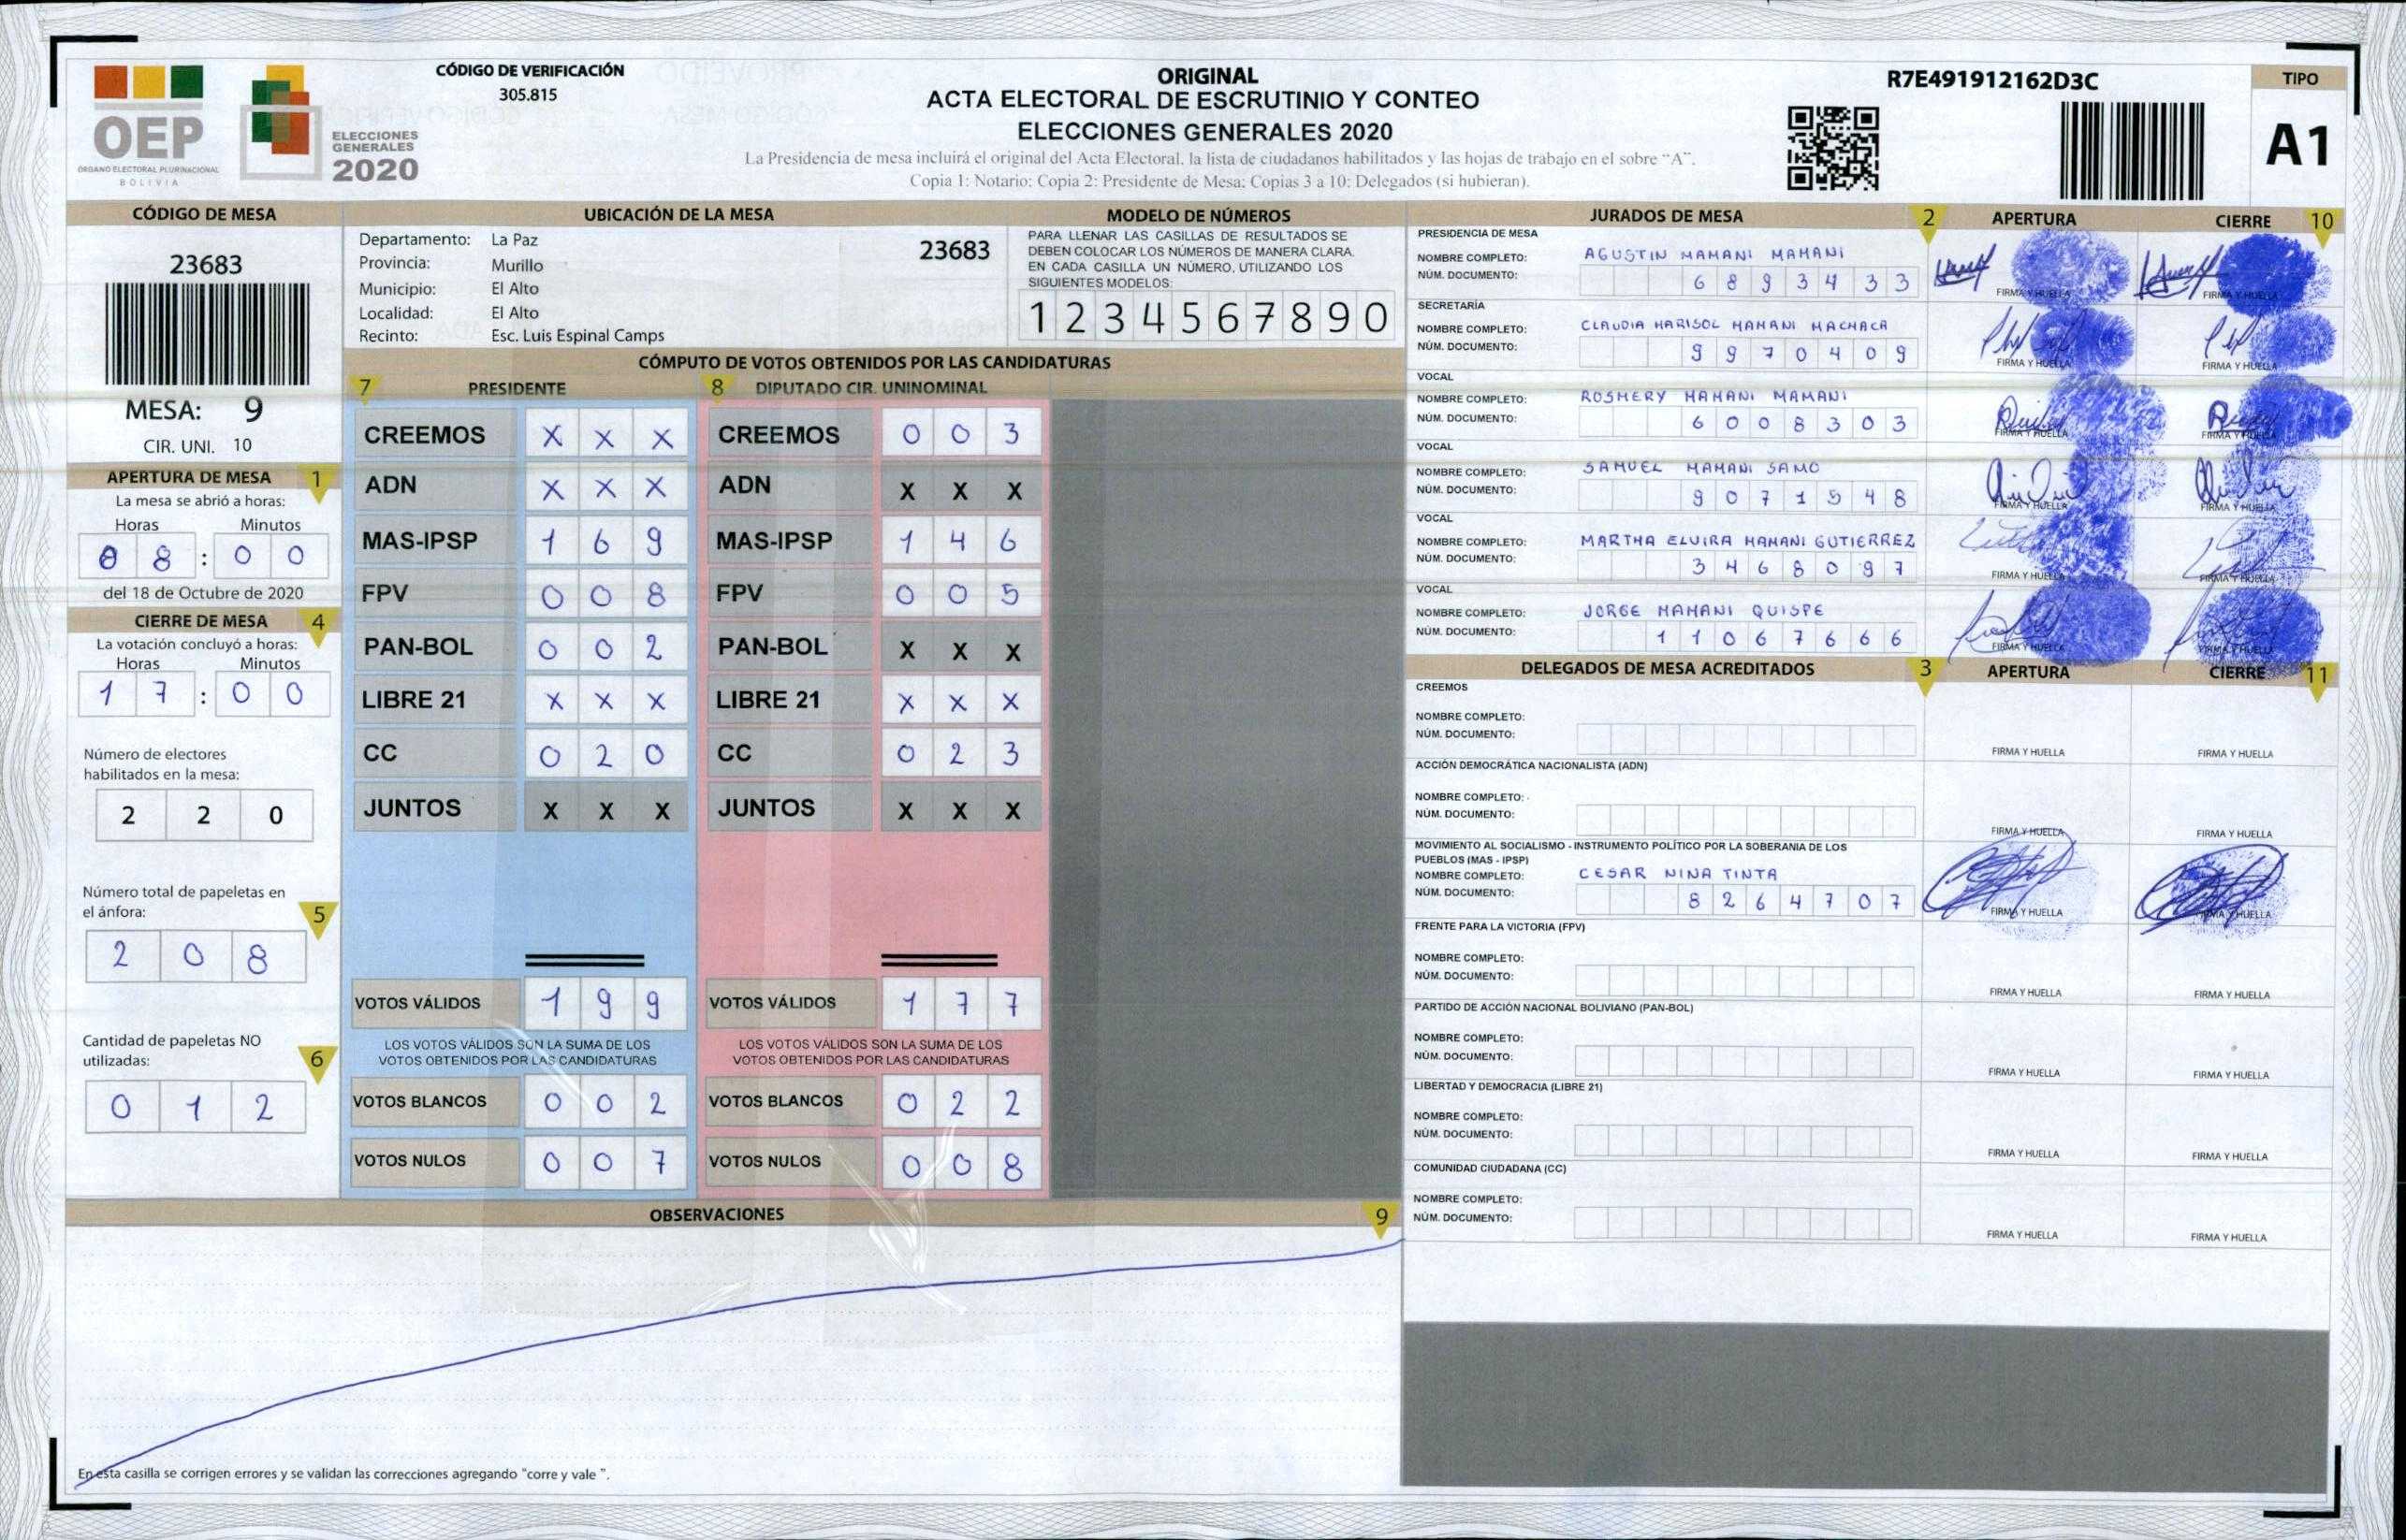 OEP
ÓRGANO ELECTORAL PLURINACIONAL
BOLIVIA
ELECCIONES
GENERALES
2020
CÓDIGO DE VERIFICACIÓN
305.815
ORIGINAL
ACTA ELECTORAL DE ESCRUTINIO Y CONTEO
ELECCIONES GENERALES 2020
La Presidencia de mesa incluirá el original del Acta Electoral, la lista de ciudadanos habilitados y las hojas de trabajo en el sobre "A".
Copia 1: Notario; Copia 2: Presidente de Mesa; Copias 3 a 10: Delegados (si hubieran).
R7E491912162D3C
TIPO
A1
CÓDIGO DE MESA
23683
MESA: 9
CIR. UNI. 10
APERTURA DE MESA 1
La mesa se abrió a horas:
Horas Minutos
0 8 : 0 0
del 18 de Octubre de 2020
CIERRE DE MESA 4
La votación concluyó a horas:
Horas Minutos
1 7 : 0 0
Número de electores
habilitados en la mesa:
2 2 0
Número total de papeletas en
el ánfora: 5
2 0 8
Cantidad de papeletas NO
utilizadas: 6
0 1 2
UBICACIÓN DE LA MESA
Departamento: La Paz 23683
Provincia: Murillo
Municipio: El Alto
Localidad: El Alto
Recinto: Esc. Luis Espinal Camps
MODELO DE NÚMEROS
PARA LLENAR LAS CASILLAS DE RESULTADOS SE
DEBEN COLOCAR LOS NÚMEROS DE MANERA CLARA.
EN CADA CASILLA UN NÚMERO, UTILIZANDO LOS
SIGUIENTES MODELOS:
1 2 3 4 5 6 7 8 9 0
CÓMPUTO DE VOTOS OBTENIDOS POR LAS CANDIDATURAS
7 PRESIDENTE 8 DIPUTADO CIR. UNINOMINAL
CREEMOS X X X CREEMOS 0 0 3
ADN X X X ADN X X X
MAS-IPSP 1 6 9 MAS-IPSP 1 4 6
FPV 0 0 8 FPV 0 0 5
PAN-BOL 0 0 2 PAN-BOL X X X
LIBRE 21 X X X LIBRE 21 X X X
CC 0 2 0 CC 0 2 3
JUNTOS X X X JUNTOS X X X
VOTOS VÁLIDOS 1 9 9 VOTOS VÁLIDOS 1 7 7
LOS VOTOS VÁLIDOS SON LA SUMA DE LOS LOS VOTOS VÁLIDOS SON LA SUMA DE LOS
VOTOS OBTENIDOS POR LAS CANDIDATURAS VOTOS OBTENIDOS POR LAS CANDIDATURAS
VOTOS BLANCOS 0 0 2 VOTOS BLANCOS 0 2 2
VOTOS NULOS 0 0 7 VOTOS NULOS 0 0 8
OBSERVACIONES 9
En esta casilla se corrigen errores y se validan las correcciones agregando "corre y vale ".
JURADOS DE MESA 2 APERTURA CIERRE 10
PRESIDENCIA DE MESA
NOMBRE COMPLETO: AGUSTIN MAMANI MAMANI
NÚM. DOCUMENTO: 6 8 9 3 4 3 3 FIRMA Y HUELLA FIRMA Y HUELLA
SECRETARÍA
NOMBRE COMPLETO: CLAUDIA MARISOL MAMANI MACHACA
NÚM. DOCUMENTO: 9 9 7 0 4 0 9 FIRMA Y HUELLA FIRMA Y HUELLA
VOCAL
NOMBRE COMPLETO: ROSMERY MAMANI MAMANI
NÚM. DOCUMENTO: 6 0 0 8 3 0 3 FIRMA Y HUELLA FIRMA Y HUELLA
VOCAL
NOMBRE COMPLETO: SAMUEL MAMANI SAMO
NÚM. DOCUMENTO: 9 0 7 1 5 4 8 FIRMA Y HUELLA FIRMA Y HUELLA
VOCAL
NOMBRE COMPLETO: MARTHA ELVIRA MAMANI GUTIERREZ
NÚM. DOCUMENTO: 3 4 6 8 0 9 7 FIRMA Y HUELLA FIRMA Y HUELLA
VOCAL
NOMBRE COMPLETO: JORGE MAMANI QUISPE
NÚM. DOCUMENTO: 1 1 0 6 7 6 6 6 FIRMA Y HUELLA FIRMA Y HUELLA
DELEGADOS DE MESA ACREDITADOS 3 APERTURA CIERRE 11
CREEMOS
NOMBRE COMPLETO:
NÚM. DOCUMENTO: FIRMA Y HUELLA FIRMA Y HUELLA
ACCIÓN DEMOCRÁTICA NACIONALISTA (ADN)
NOMBRE COMPLETO:
NÚM. DOCUMENTO: FIRMA Y HUELLA FIRMA Y HUELLA
MOVIMIENTO AL SOCIALISMO - INSTRUMENTO POLÍTICO POR LA SOBERANIA DE LOS
PUEBLOS (MAS - IPSP)
NOMBRE COMPLETO: CESAR NINA TINTA
NÚM. DOCUMENTO: 8 2 6 4 7 0 7 FIRMA Y HUELLA FIRMA Y HUELLA
FRENTE PARA LA VICTORIA (FPV)
NOMBRE COMPLETO:
NÚM. DOCUMENTO: FIRMA Y HUELLA FIRMA Y HUELLA
PARTIDO DE ACCIÓN NACIONAL BOLIVIANO (PAN-BOL)
NOMBRE COMPLETO:
NÚM. DOCUMENTO: FIRMA Y HUELLA FIRMA Y HUELLA
LIBERTAD Y DEMOCRACIA (LIBRE 21)
NOMBRE COMPLETO:
NÚM. DOCUMENTO: FIRMA Y HUELLA FIRMA Y HUELLA
COMUNIDAD CIUDADANA (CC)
NOMBRE COMPLETO:
NÚM. DOCUMENTO: FIRMA Y HUELLA FIRMA Y HUELLA